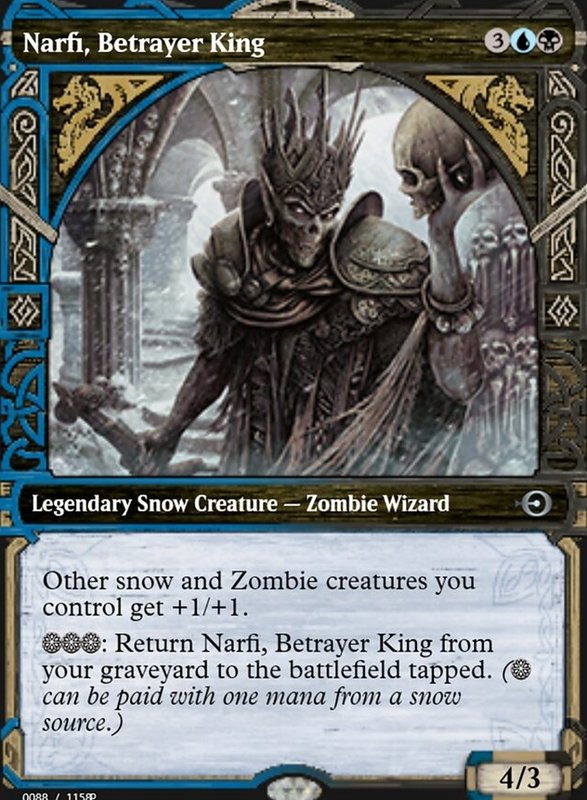 Narfi, Betrayer King 3
Legendary Snow Creature — Zombie Wizard
Other snow and Zombie creatures you
control get +1/+1.
: Return Narfi, Betrayer King from
your graveyard to the battlefield tapped. (
can be paid with one mana from a snow
source.)
4/3
0088 / 1158P